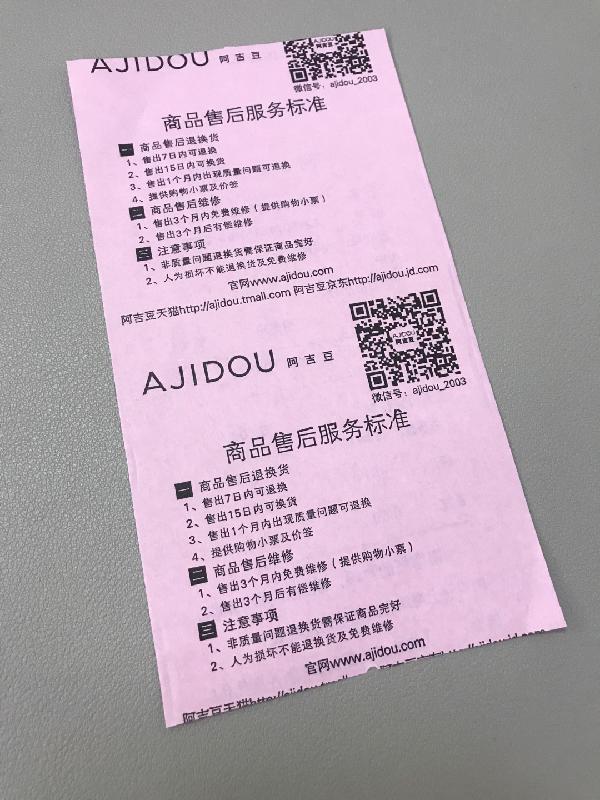 AJIDOU 阿吉豆
AJIDOU
阿吉豆
微信号：ajidou_2003
商品售后服务标准
一 商品售后退换货
1、售出7日内可退换
2、售出15日内可换货
3、售出1个月内出现质量问题可退换
4、提供购物小票及价签
二 商品售后维修
1、售出3个月内免费维修（提供购物小票）
2、售出3个月后有偿维修
三 注意事项
1、非质量问题退换货需保证商品完好
2、人为损坏不能退换货及免费维修
官网www.ajidou.com
阿吉豆天猫http://ajidou.tmall.com 阿吉豆京东http://ajidou.jd.com
AJIDOU 阿吉豆
AJIDOU
阿吉豆
微信号：ajidou_2003
商品售后服务标准
一 商品售后退换货
1、售出7日内可退换
2、售出15日内可换货
3、售出1个月内出现质量问题可退换
4、提供购物小票及价签
二 商品售后维修
1、售出3个月内免费维修（提供购物小票）
2、售出3个月后有偿维修
三 注意事项
1、非质量问题退换货需保证商品完好
2、人为损坏不能退换货及免费维修
官网www.ajidou.com
阿吉豆天猫http://ajidou.tmall